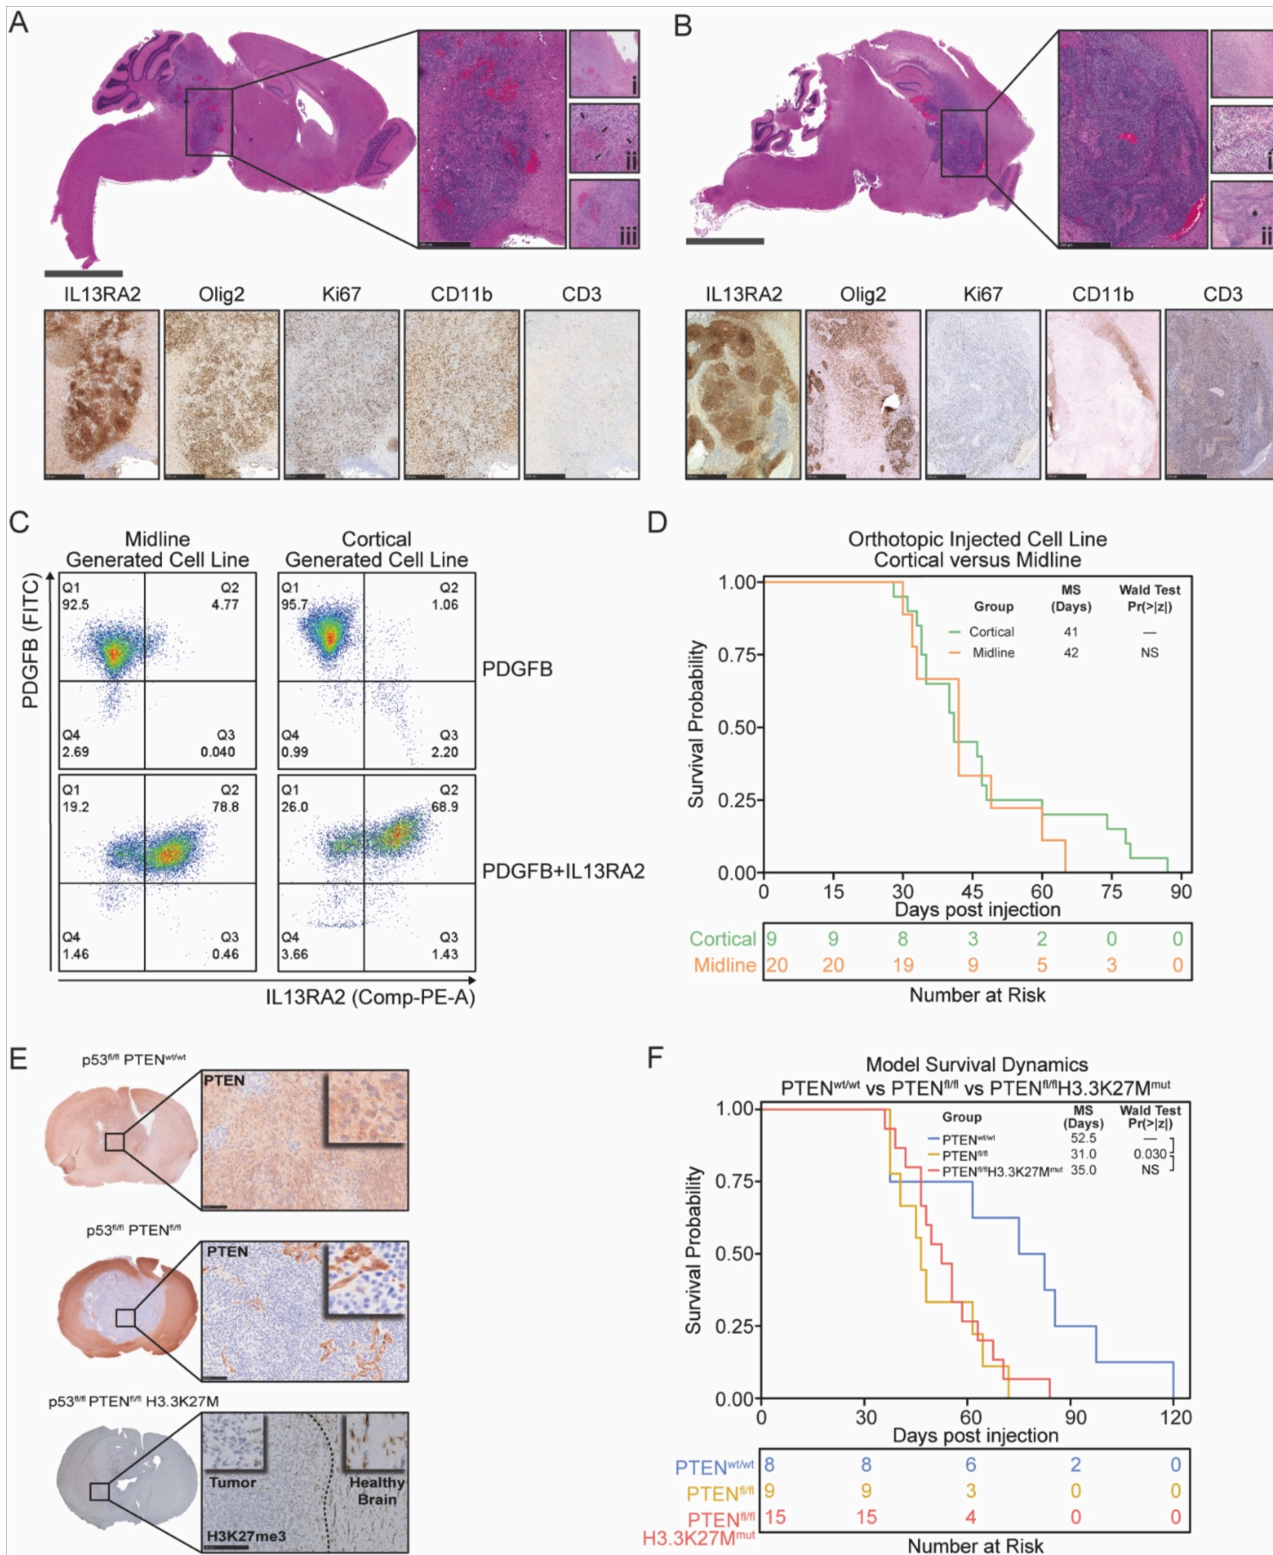 A
B
i
ii
iii
i
ii
IL13RA2 Olig2 Ki67 CD11b CD3
IL13RA2 Olig2 Ki67 CD11b CD3
C
Midline
Generated Cell Line
Cortical
Generated Cell Line
PDGFB (FITC)
Q1
92.5
Q2
4.77
Q4
2.69
Q3
0.040
Q1
95.7
Q2
1.06
Q4
0.99
Q3
2.20
PDGFB
Q1
19.2
Q2
78.8
Q4
1.46
Q3
0.46
Q1
26.0
Q2
68.9
Q4
3.66
Q3
1.43
PDGFB+IL13RA2
IL13RA2 (Comp-PE-A)
D
Orthotopic Injected Cell Line
Cortical versus Midline
Group MS (Days) Wald Test Pr(>|z|)
Cortical 41 —
Midline 42 NS
Survival Probability
1.00
0.75
0.50
0.25
0.00
0 15 30 45 60 75 90
Days post injection
Cortical 9 9 8 3 2 0 0
Midline 20 20 19 9 5 3 0
Number at Risk
E
p53fl/fl PTENwt/wt
PTEN
p53fl/fl PTENfl/fl
PTEN
p53fl/fl PTENfl/fl H3.3K27M
Tumor
Healthy
Brain
H3K27me3
F
Model Survival Dynamics
PTENwt/wt vs PTENfl/fl vs PTENfl/flH3.3K27Mmut
Group MS (Days) Wald Test Pr(>|z|)
PTENwt/wt 52.5 —
PTENfl/fl 31.0 0.030
PTENfl/flH3.3K27Mmut 35.0 NS
Survival Probability
1.00
0.75
0.50
0.25
0.00
0 30 60 90 120
Days post injection
PTENwt/wt 8 8 6 2 0
PTENfl/fl 9 9 3 0 0
PTENfl/fl H3.3K27Mmut 15 15 4 0 0
Number at Risk